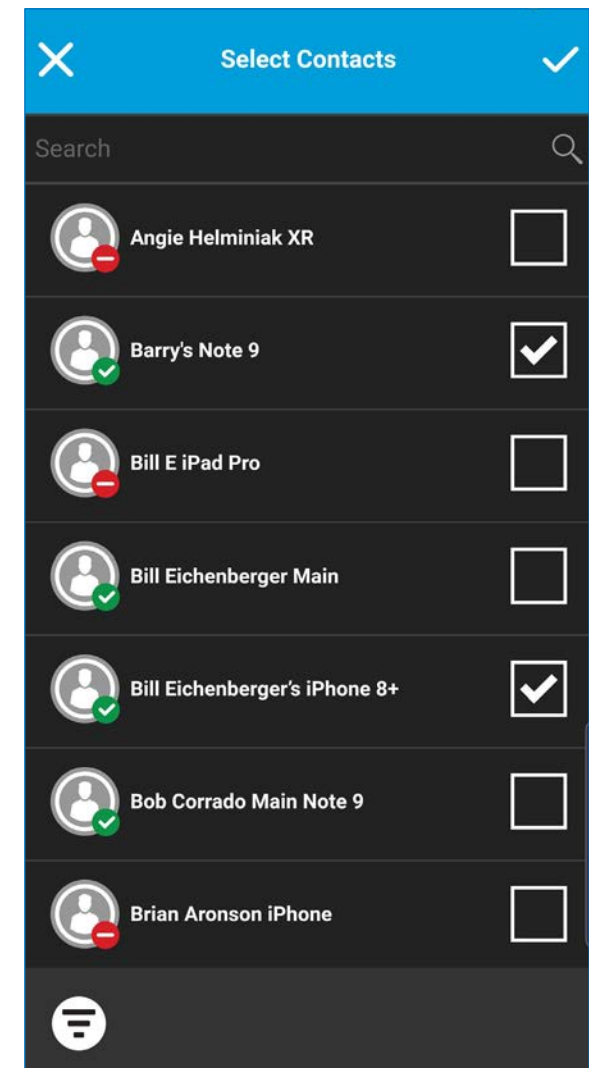 Select Contacts
Search
Angie Helminiak XR
Barry's Note 9
Bill E iPad Pro
Bill Eichenberger Main
Bill Eichenberger’s iPhone 8+
Bob Corrado Main Note 9
Brian Aronson iPhone